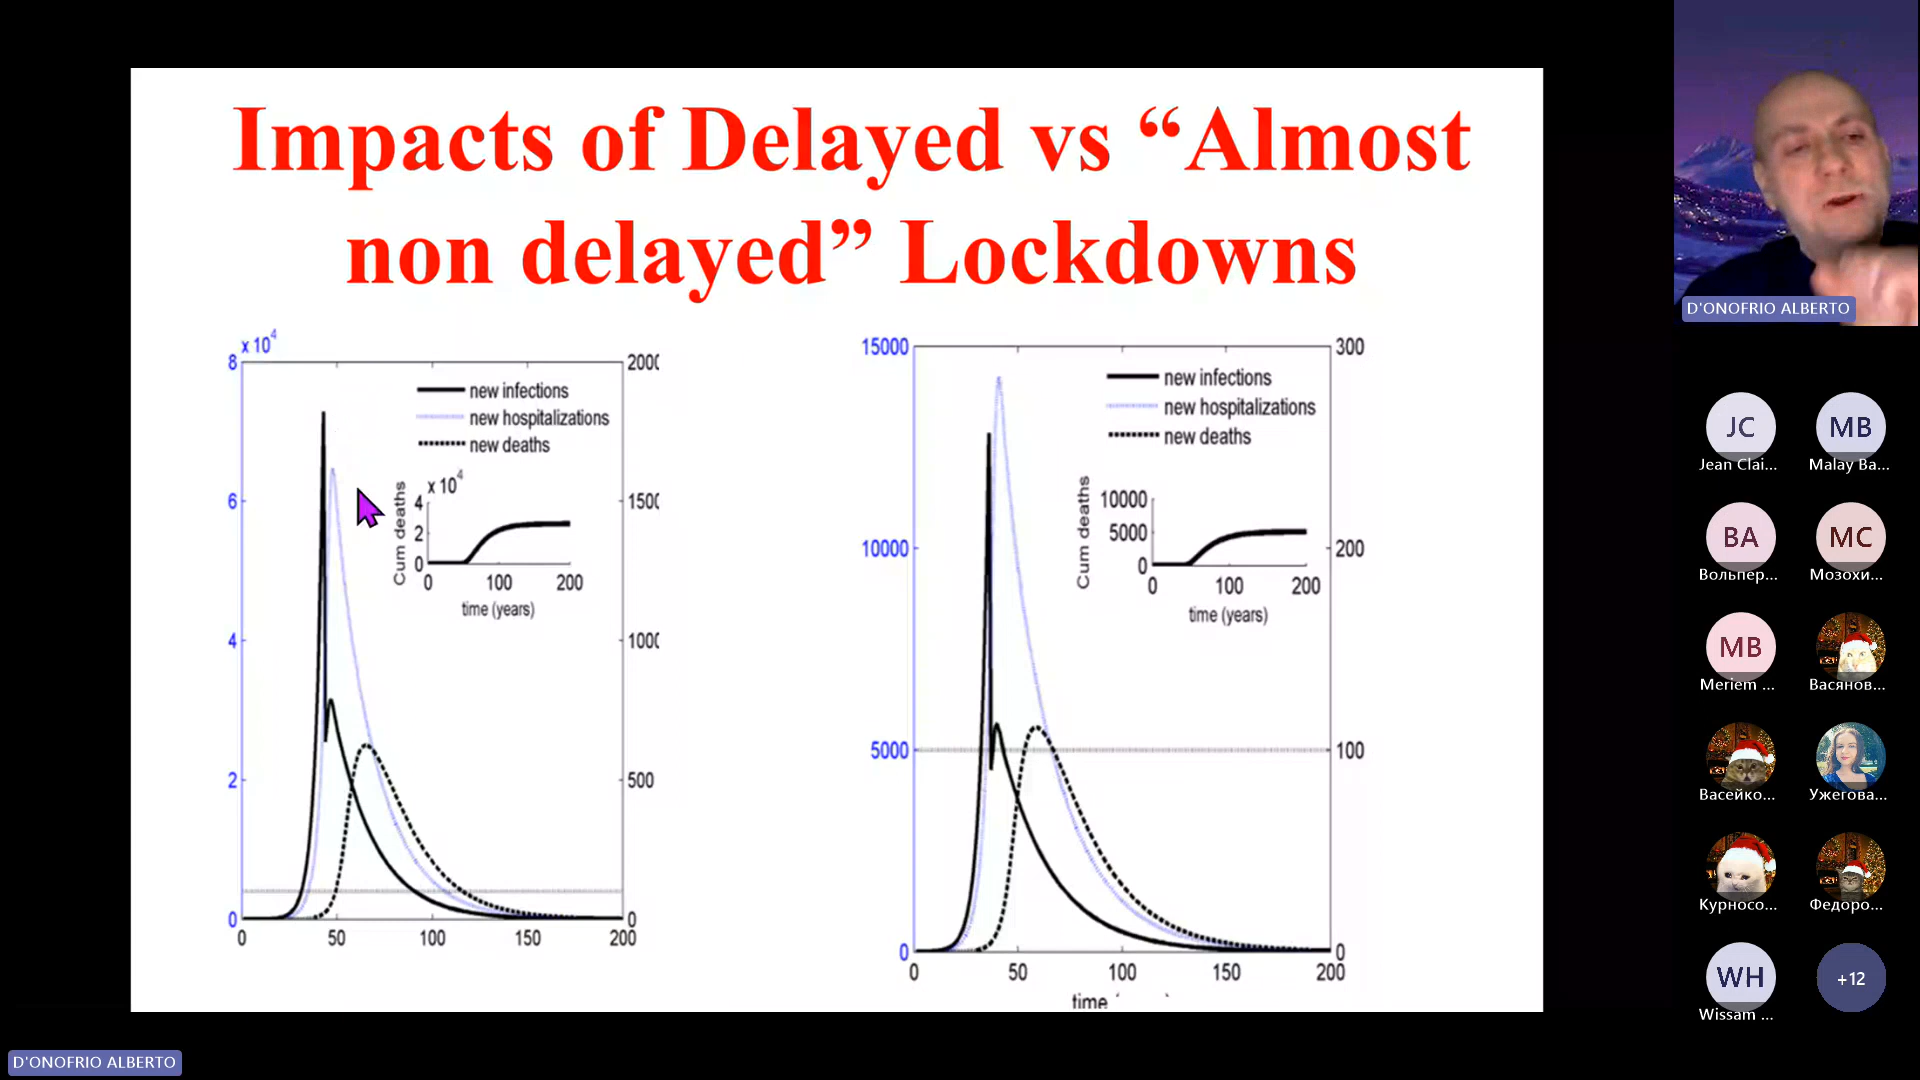 Impacts of Delayed vs “Almost
non delayed” Lockdowns
x 10⁴
8
6
4
2
0
2000
1500
1000
500
0
0 50 100 150 200
new infections
new hospitalizations
new deaths
Cum deaths
x 10⁴
4
2
0
0 100 200
time (years)
15000
10000
5000
0
300
200
100
0
0 50 100 150 200
time
new infections
new hospitalizations
new deaths
Cum deaths
10000
5000
0
0 100 200
time (years)
D'ONOFRIO ALBERTO
JC
Jean Clai...
MB
Malay Ba...
BA
Вольпер...
MC
Мозохи...
MB
Meriem ...
Васянов...
Васейко...
Ужегова...
Курносо...
Федоро...
WH
Wissam ...
+12
D'ONOFRIO ALBERTO